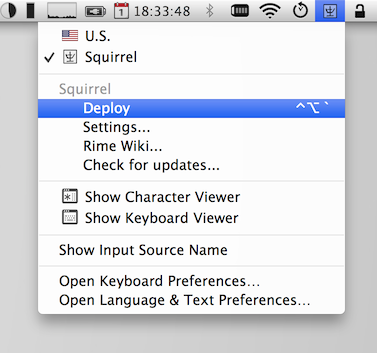 1 18:33:48
U.S.
✓ Squirrel
Squirrel
Deploy ⌃⌥`
Settings...
Rime Wiki...
Check for updates...
Show Character Viewer
Show Keyboard Viewer
Show Input Source Name
Open Keyboard Preferences...
Open Language & Text Preferences...